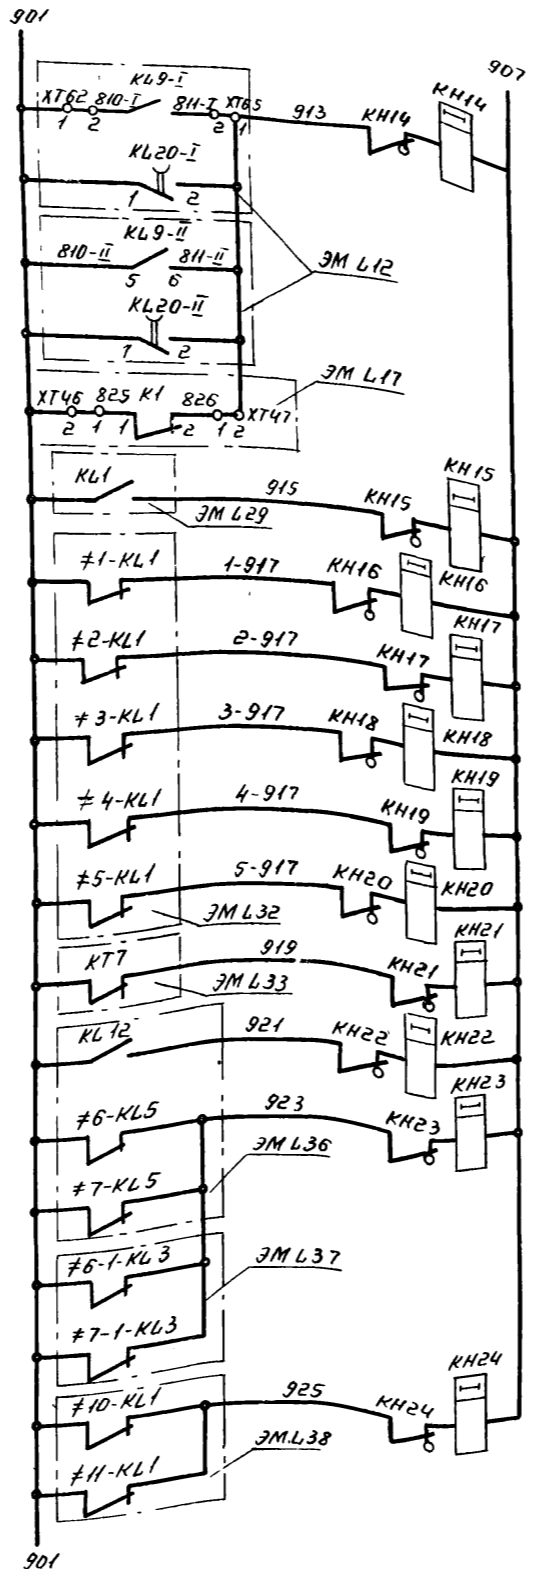 901
907
KL9-I
KH14
XT62 810-I 811-I XT65 913 KH14
1 2 2 1
KL20-I
1 2
KL9-II
810-II 811-II
5 6
ЭМ L12
KL20-II
1 2
ЭМ L17
XT46 825 K1 826 XT47
2 1 1 2 1 2
KL1 915 KH15 KH15
ЭМ L29
≠1-KL1 1-917 KH16 KH16
≠2-KL1 2-917 KH17 KH17
≠3-KL1 3-917 KH18 KH18
≠4-KL1 4-917 KH19 KH19
≠5-KL1 5-917 KH20 KH20
ЭМ L32
KT7 919 KH21 KH21
ЭМ L33
KL12 921 KH22 KH22
≠6-KL5 923 KH23 KH23
ЭМ L36
≠7-KL5
≠6-1-KL3
ЭМ L37
≠7-1-KL3
≠10-KL1 925 KH24 KH24
ЭМ.L38
≠11-KL1
901